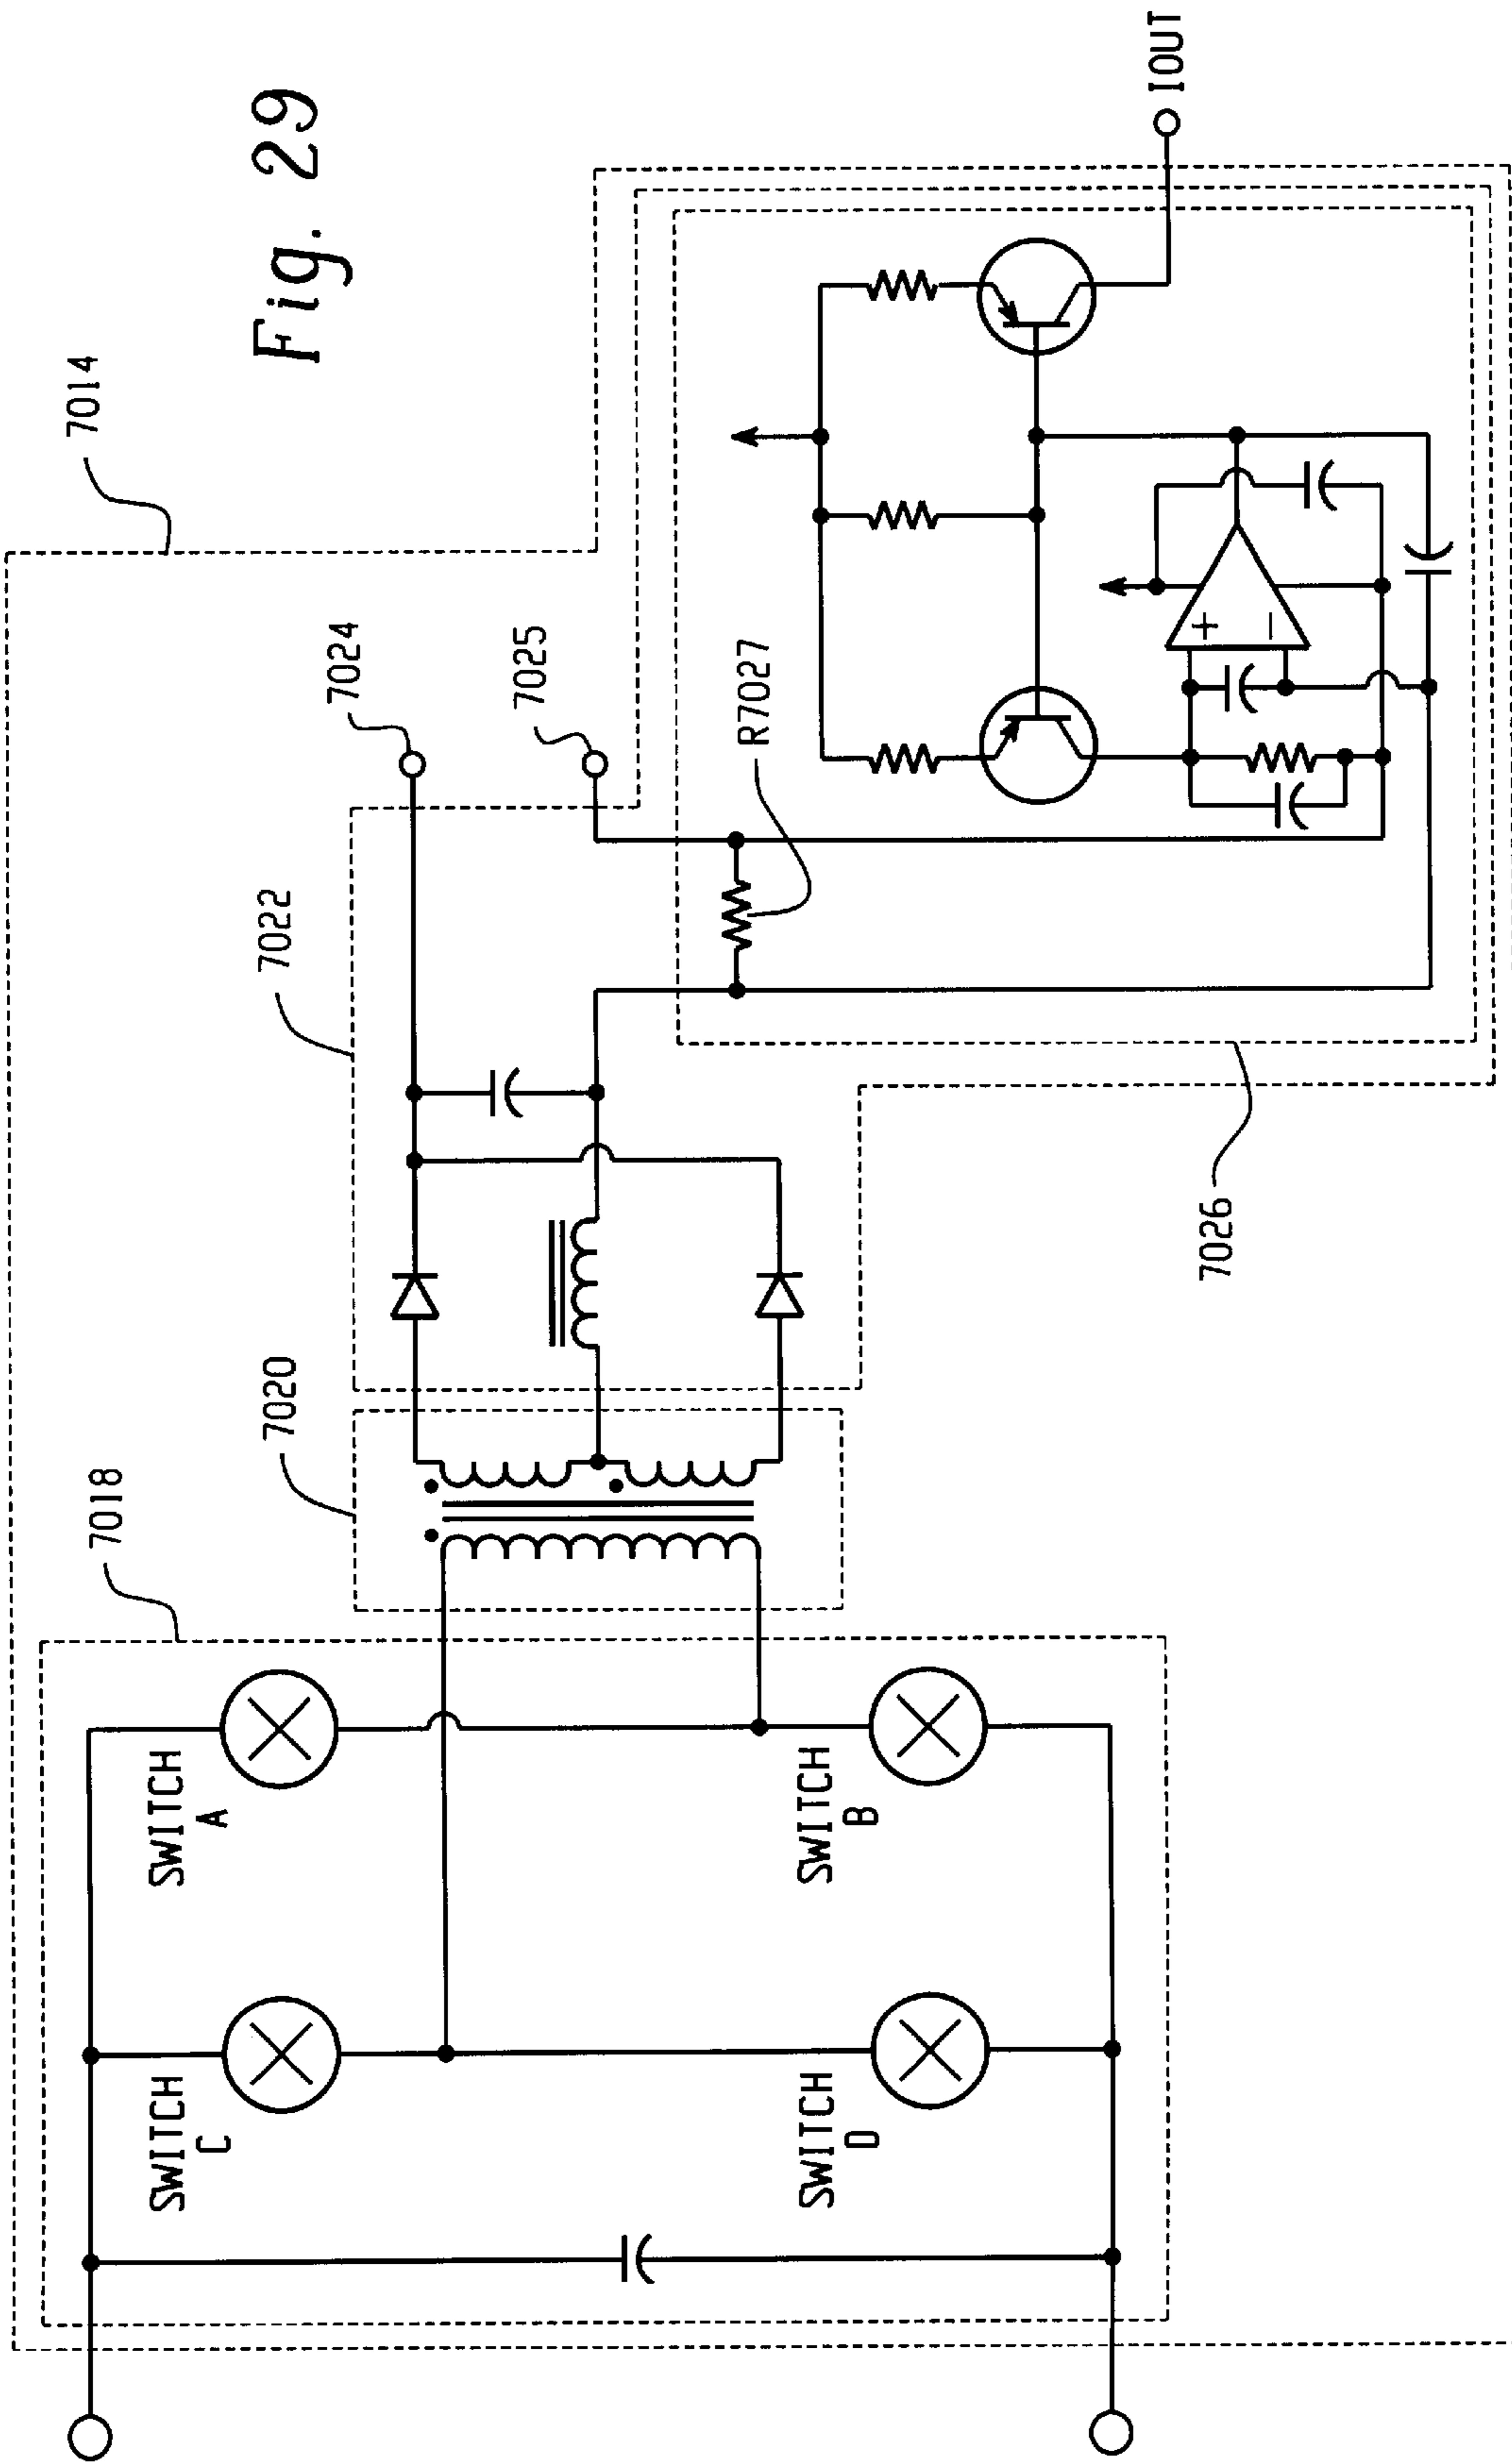 Fig. 29
7014
7018
7020
7022
7024
7025
R7027
7026
SWITCH
C
SWITCH
A
SWITCH
D
SWITCH
B
+
−
IOUT